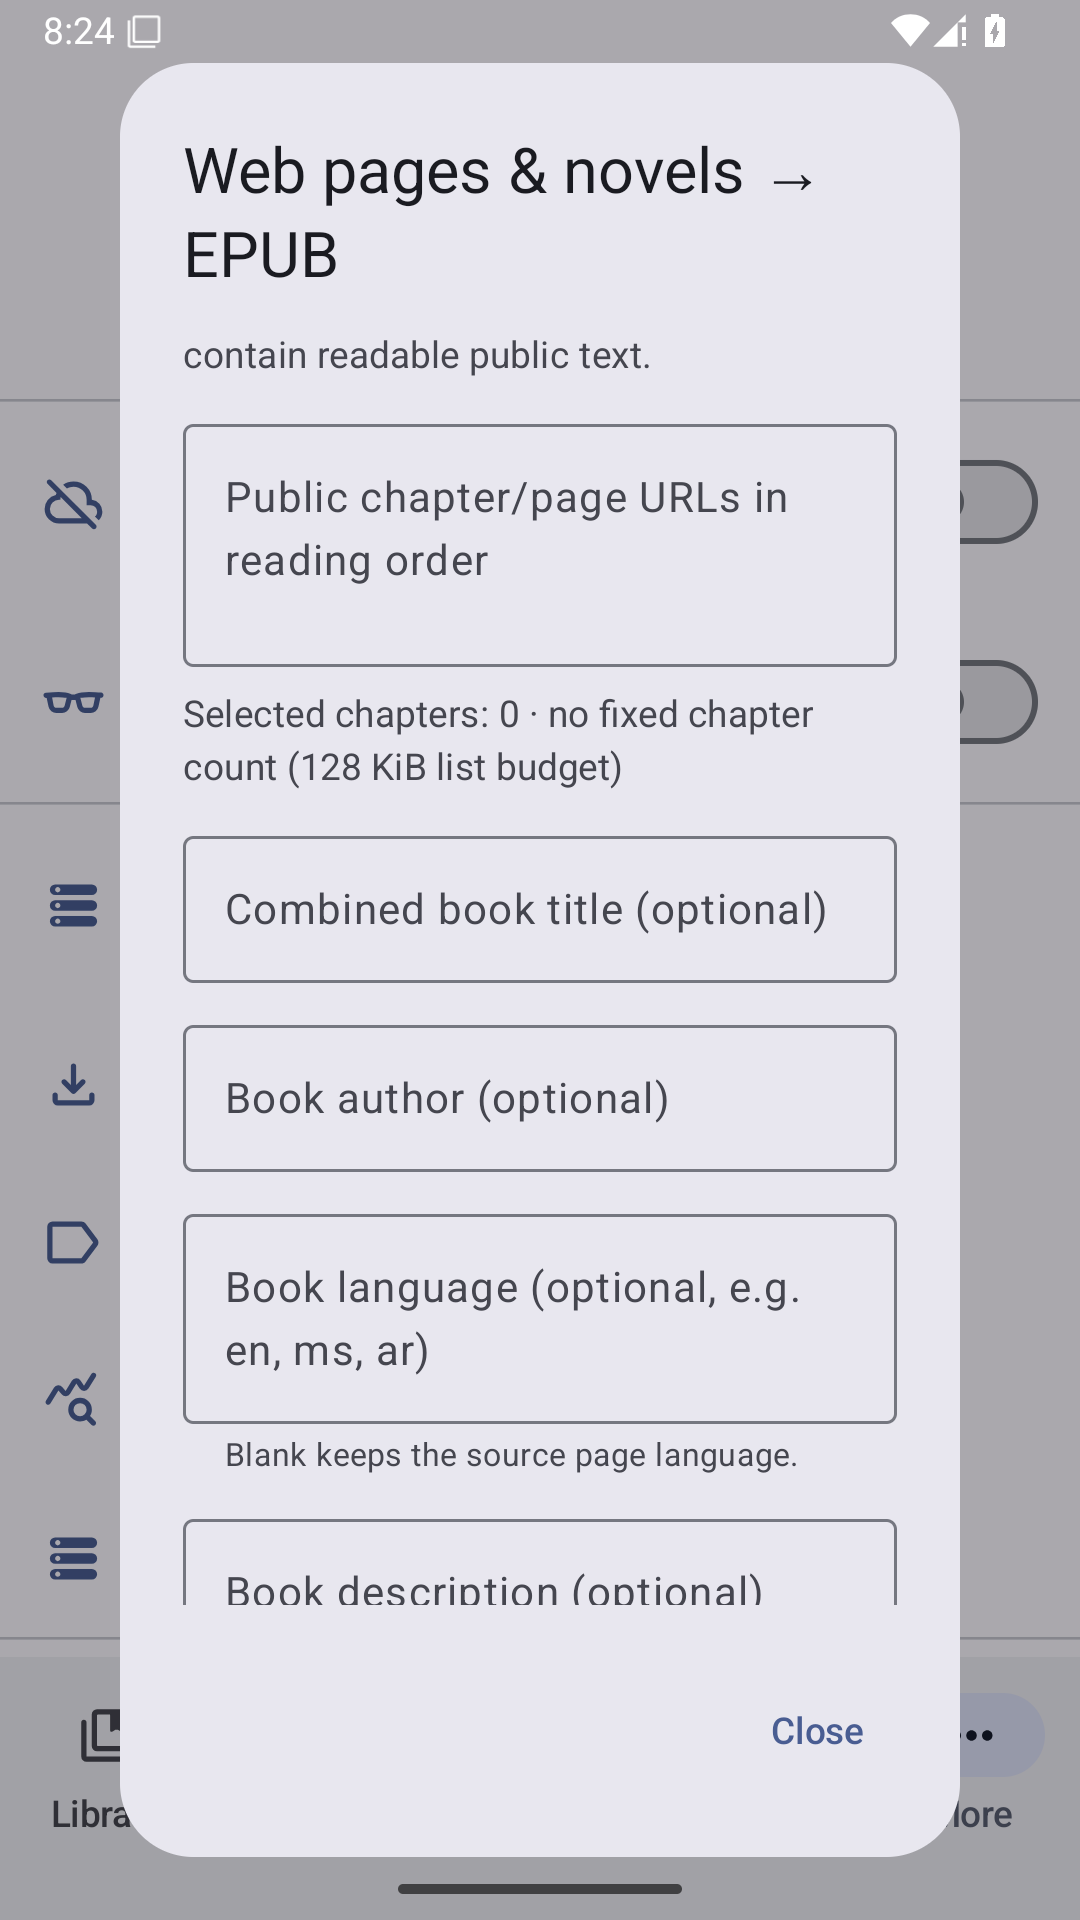 8:24
Web pages & novels →
EPUB
contain readable public text.
Public chapter/page URLs in
reading order
Selected chapters: 0 · no fixed chapter
count (128 KiB list budget)
Combined book title (optional)
Book author (optional)
Book language (optional, e.g.
en, ms, ar)
Blank keeps the source page language.
Book description (optional)
Close